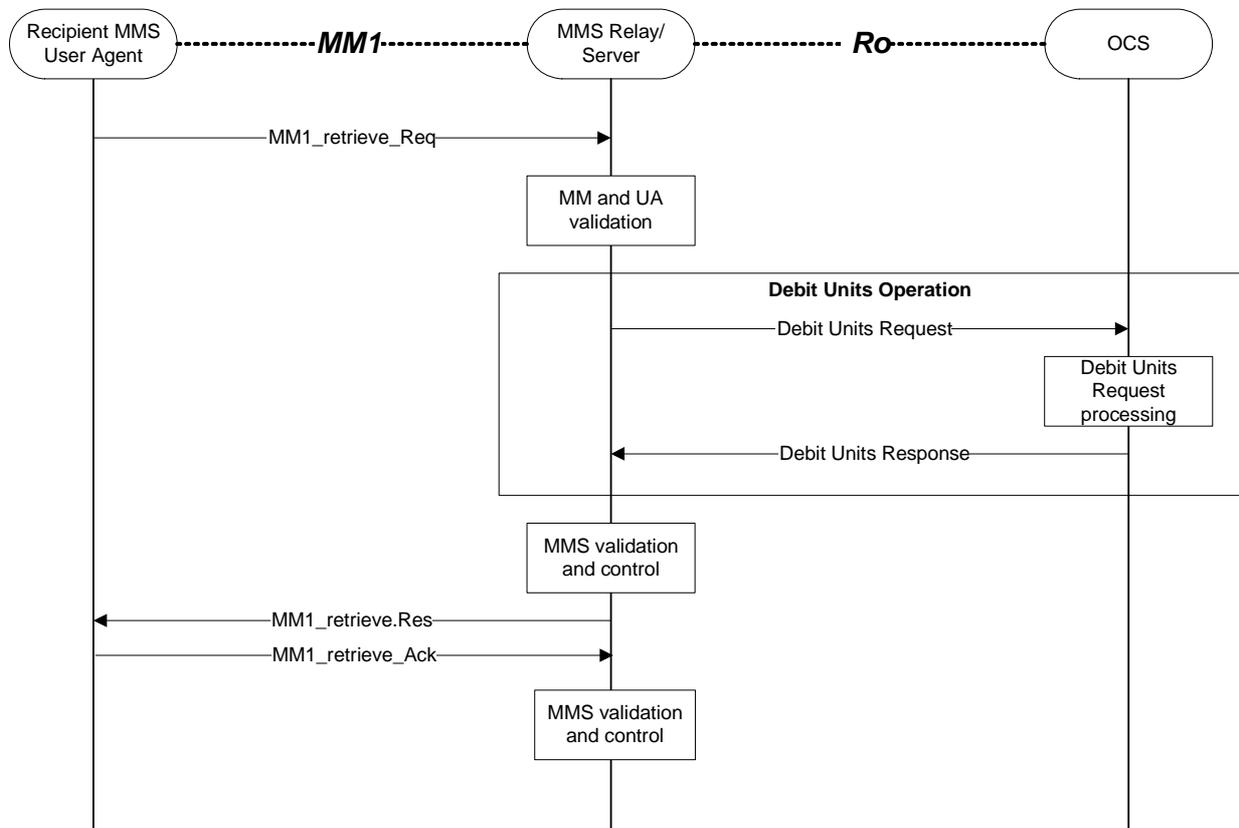 Recipient MMS
User Agent
MM1
MMS Relay/
Server
Ro
OCS
MM1_retrieve_Req
MM and UA
validation
Debit Units Operation
Debit Units Request
Debit Units
Request
processing
Debit Units Response
MMS validation
and control
MM1_retrieve.Res
MM1_retrieve_Ack
MMS validation
and control